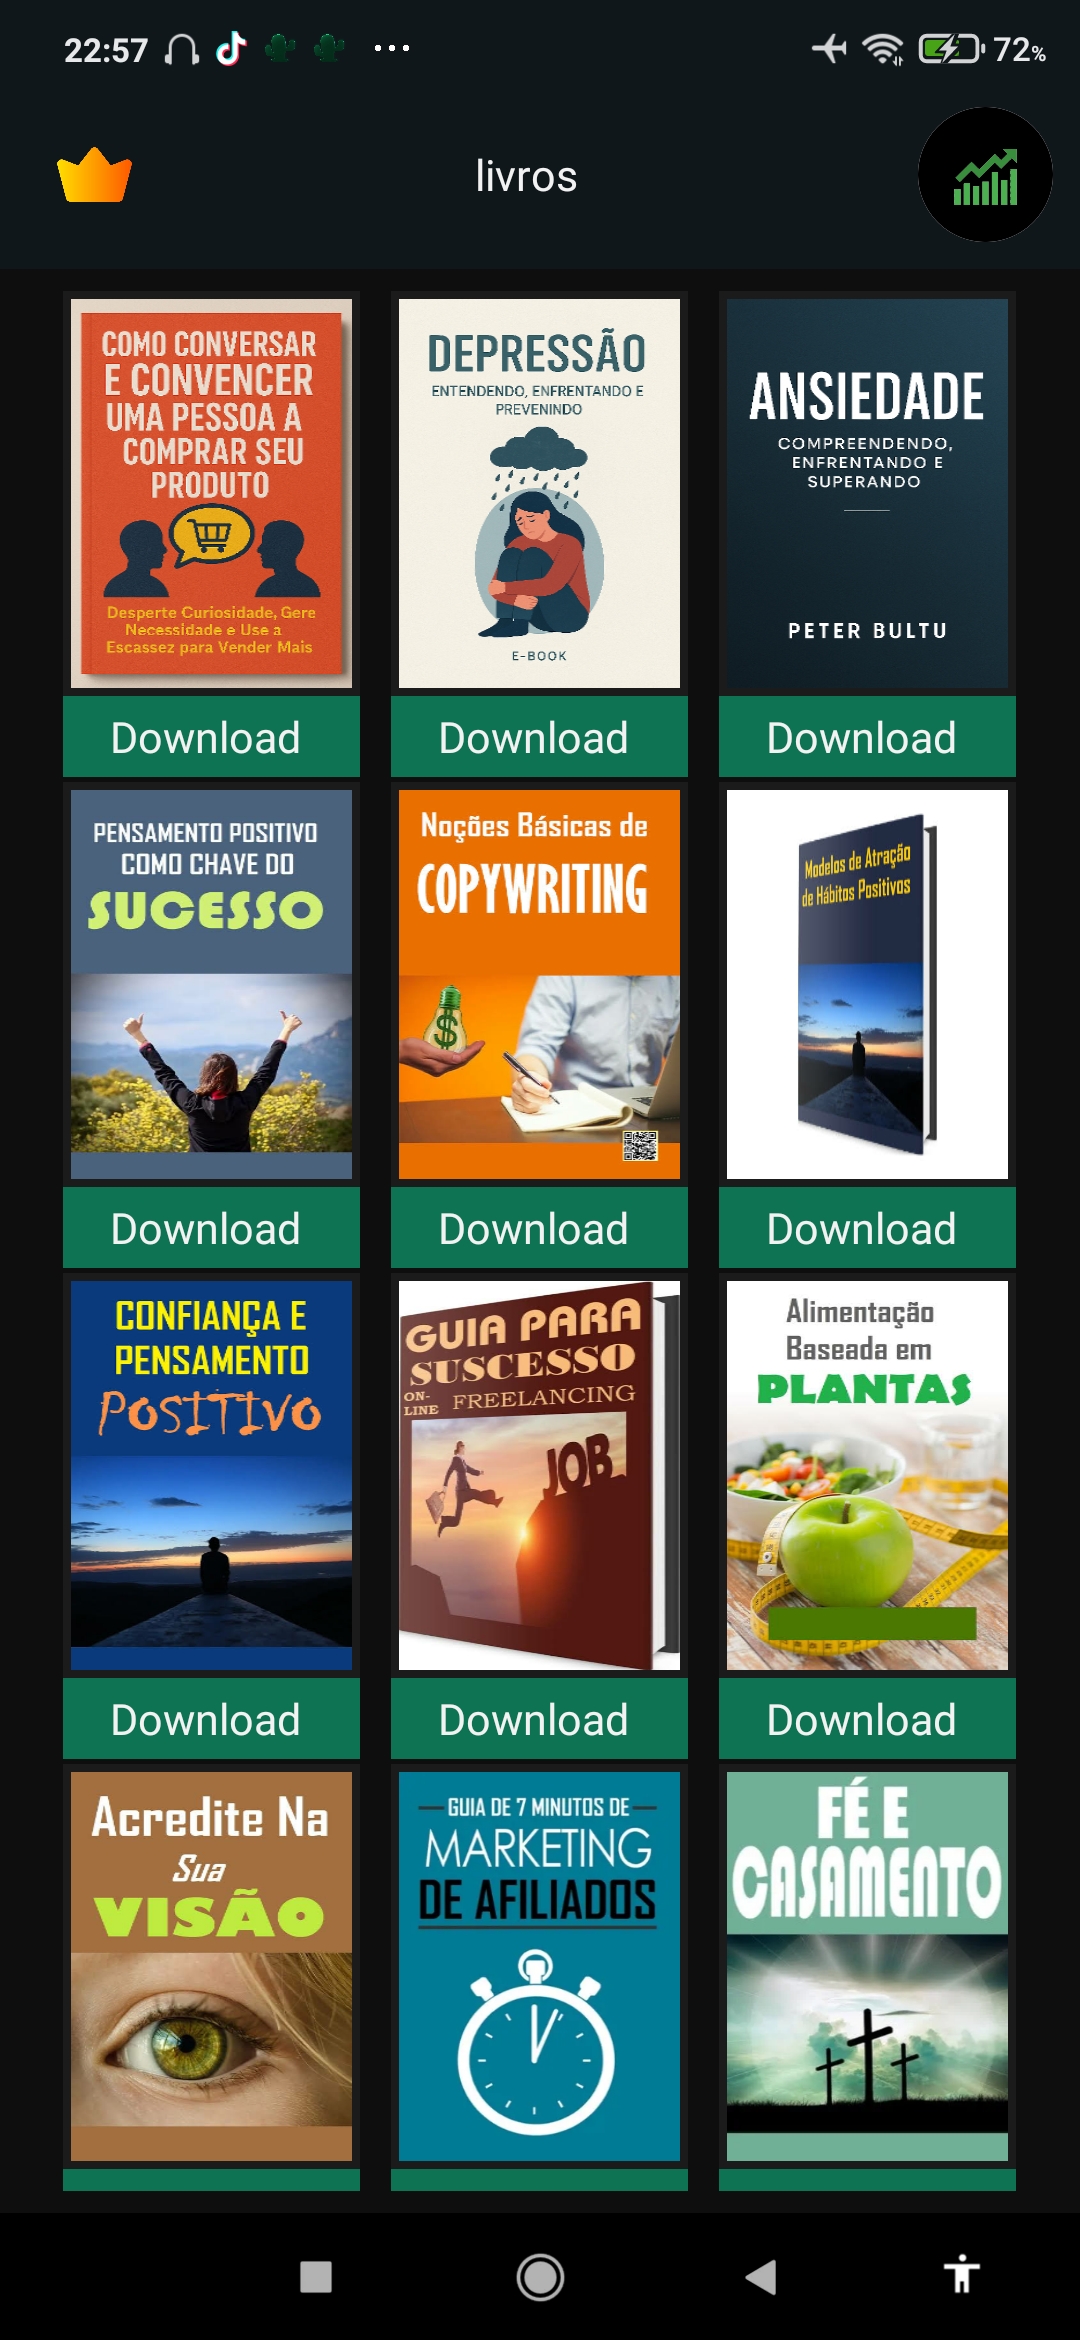 22:57
72%
livros
COMO CONVERSAR
E CONVENCER
UMA PESSOA A
COMPRAR SEU
PRODUTO
Desperte Curiosidade, Gere
Necessidade e Use a
Escassez para Vender Mais
DEPRESSÃO
ENTENDENDO, ENFRENTANDO E
PREVENINDO
E-BOOK
ANSIEDADE
COMPREENDENDO,
ENFRENTANDO E
SUPERANDO
PETER BULTU
Download
Download
Download
PENSAMENTO POSITIVO
COMO CHAVE DO
SUCESSO
Noções Básicas de
COPYWRITING
$
Modelos de Atração
de Hábitos Positivos
Download
Download
Download
CONFIANÇA E
PENSAMENTO
POSITIVO
GUIA PARA
SUSCESSO
ON-
LINE
FREELANCING
JOB
Alimentação
Baseada em
PLANTAS
Download
Download
Download
Acredite Na
Sua
VISÃO
GUIA DE 7 MINUTOS DE
MARKETING
DE AFILIADOS
FÉ E
CASAMENTO